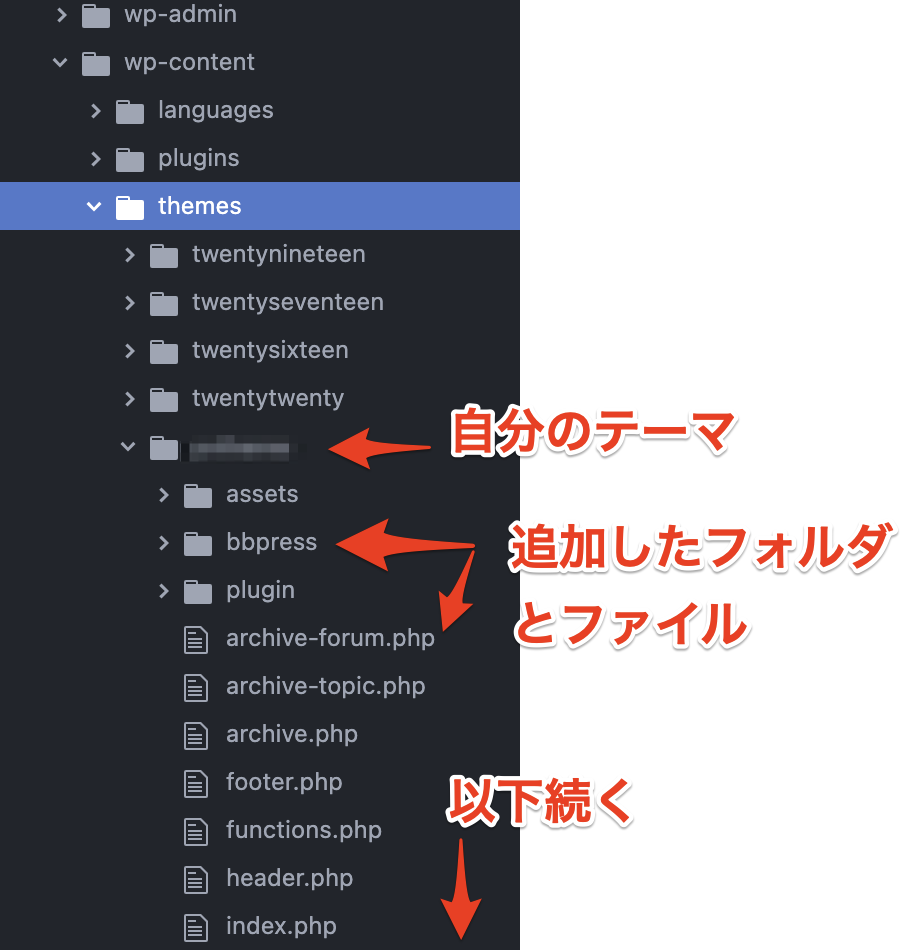 wp-admin
wp-content
languages
plugins
themes
twentynineteen
twentyseventeen
twentysixteen
twentytwenty
自分のテーマ
assets
bbpress
追加したフォルダ
とファイル
plugin
archive-forum.php
archive-topic.php
archive.php
footer.php
以下続く
functions.php
header.php
index.php